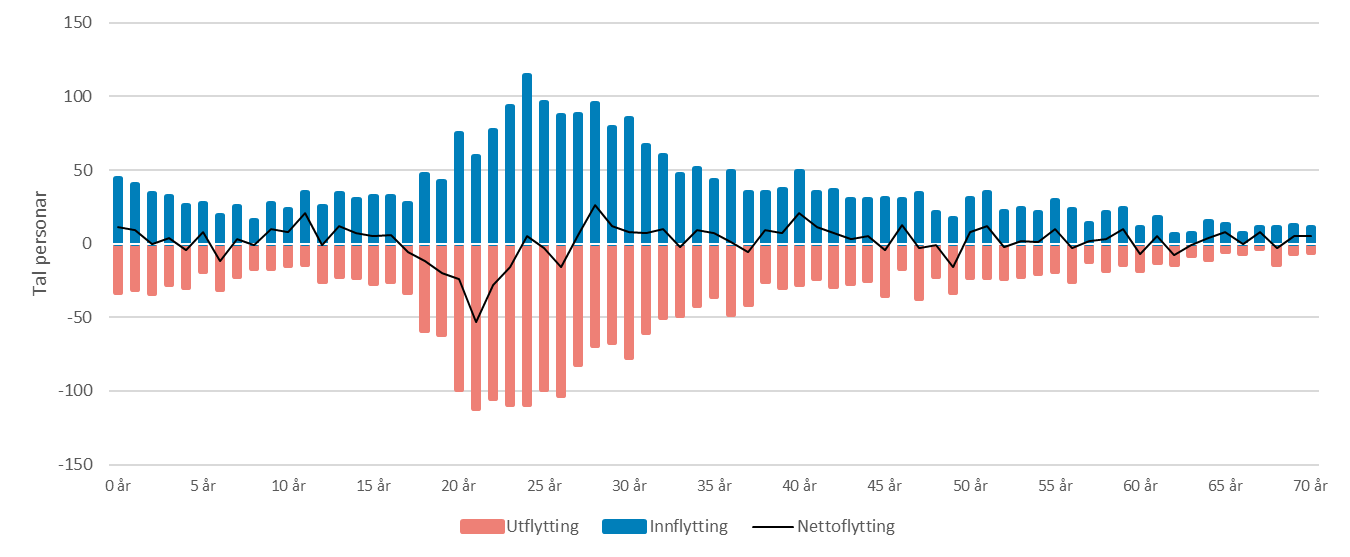 150
100
50
0
-50
-100
-150
Tal personar
0 år 5 år 10 år 15 år 20 år 25 år 30 år 35 år 40 år 45 år 50 år 55 år 60 år 65 år 70 år
Utflytting Innflytting Nettoflytting